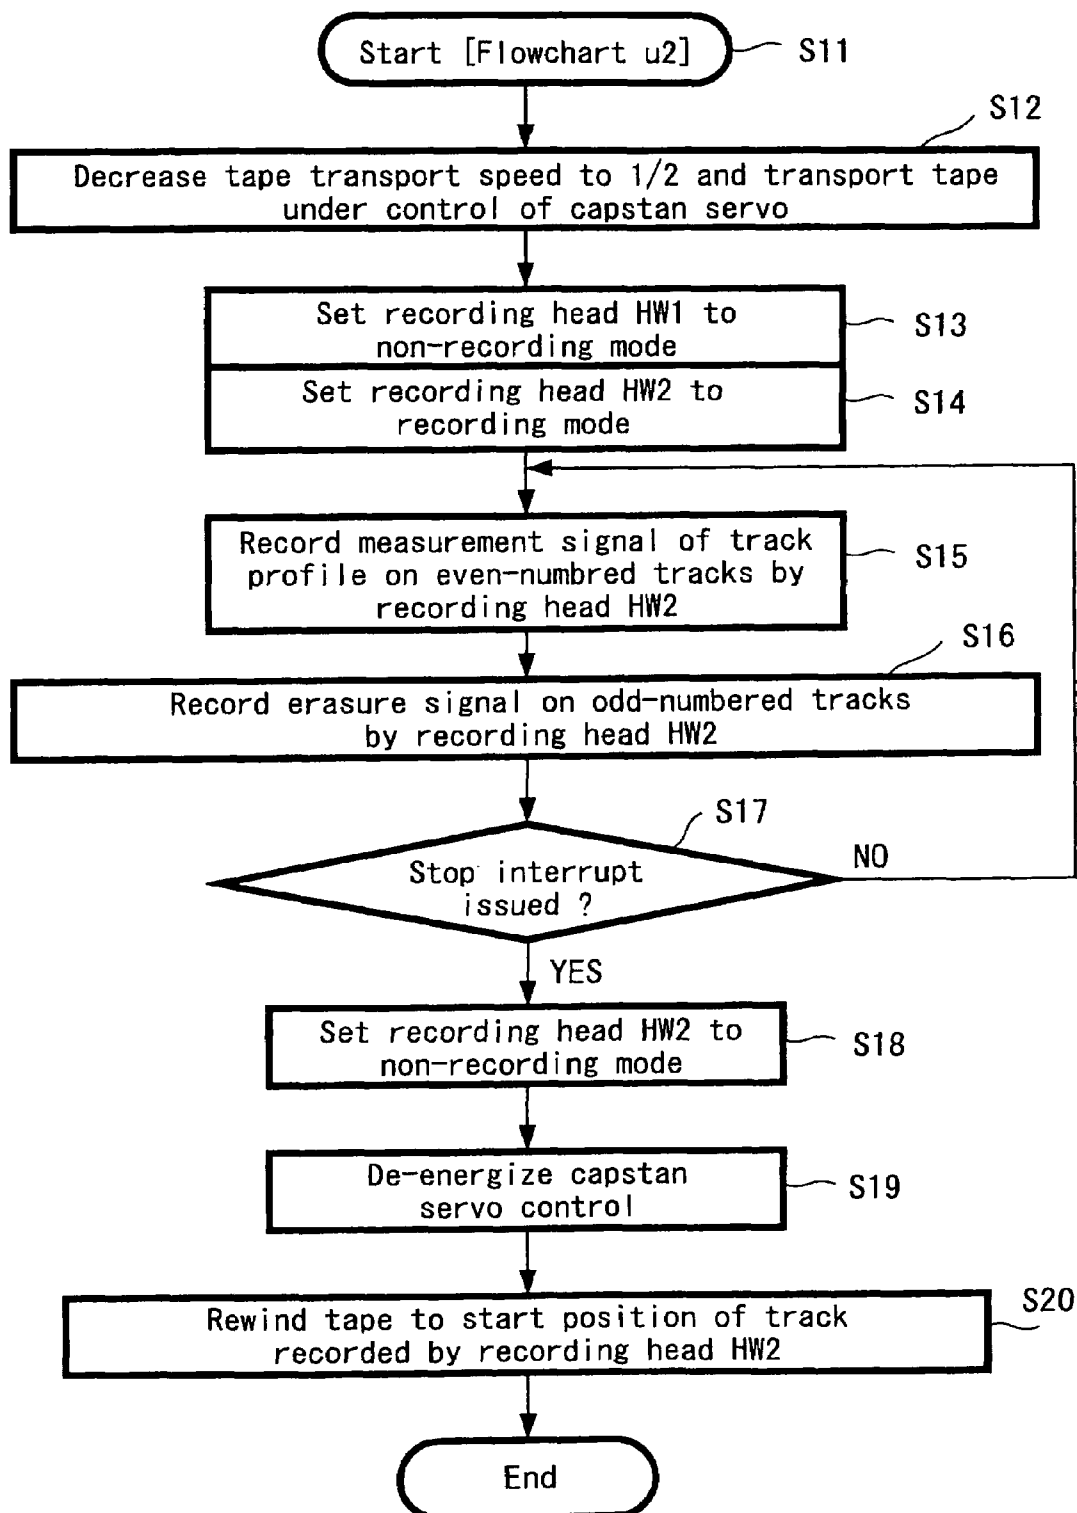 Start [Flowchart u2]
S11
S12
Decrease tape transport speed to 1/2 and transport tape
under control of capstan servo
Set recording head HW1 to
non-recording mode
S13
Set recording head HW2 to
recording mode
S14
Record measurement signal of track
profile on even-numbred tracks by
recording head HW2
S15
S16
Record erasure signal on odd-numbered tracks
by recording head HW2
S17
Stop interrupt
issued ?
NO
YES
Set recording head HW2 to
non-recording mode
S18
De-energize capstan
servo control
S19
Rewind tape to start position of track
recorded by recording head HW2
S20
End